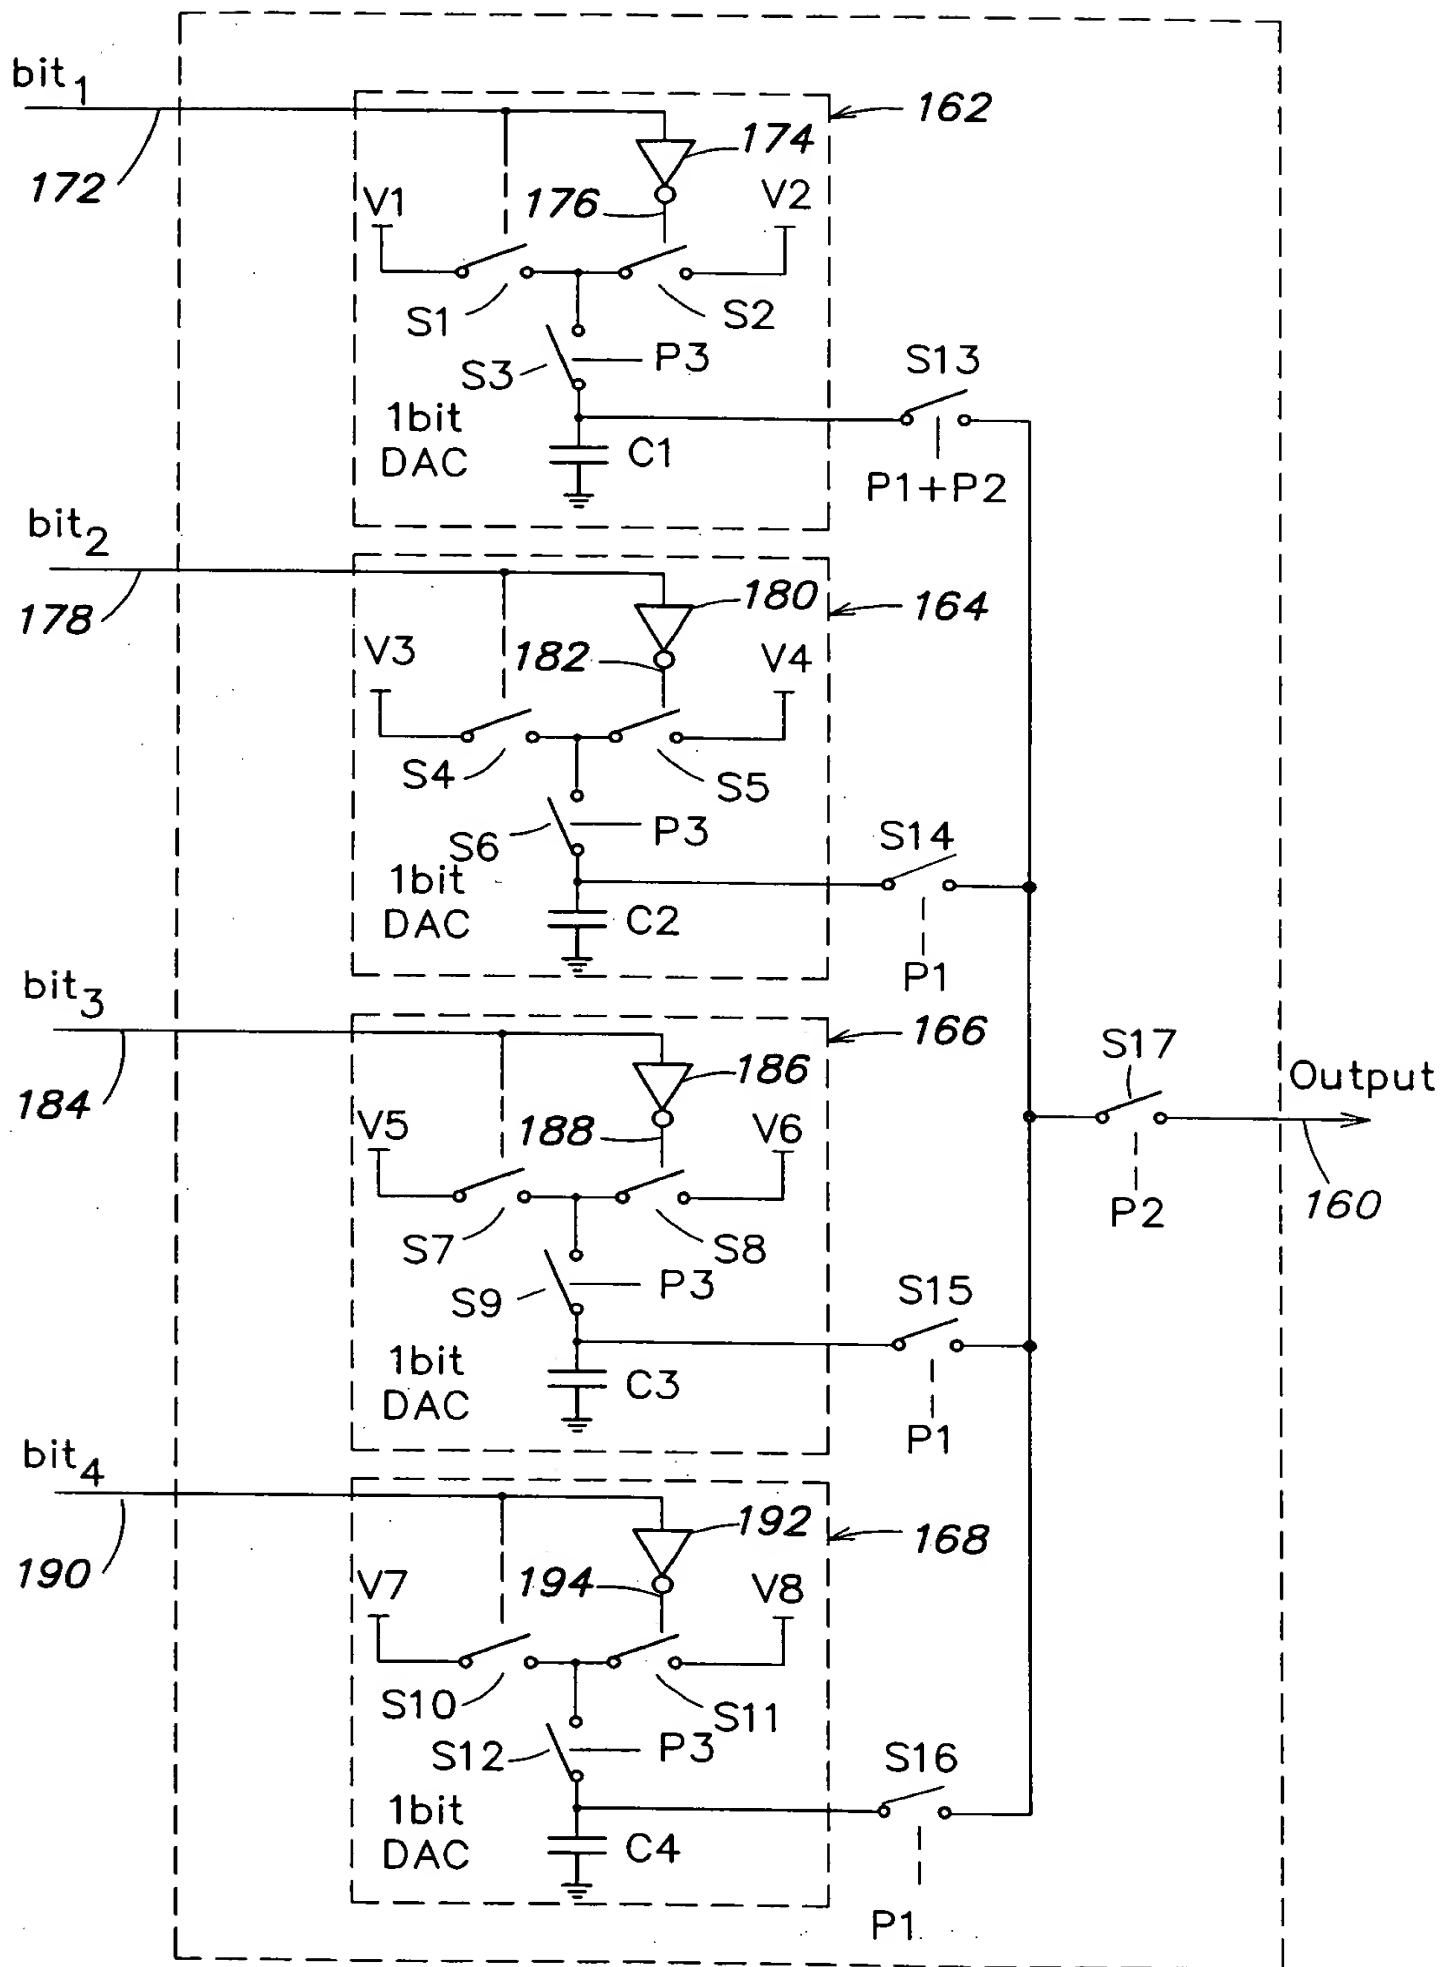 bit1
162
174
172
V1
176
V2
S1
S2
S3
P3
S13
1bit
DAC
C1
P1+P2
bit2
178
180
164
V3
182
V4
S4
S5
S6
P3
S14
1bit
DAC
C2
P1
bit3
166
184
186
S17
Output
V5
188
V6
S7
S8
P2
160
S9
P3
S15
1bit
DAC
C3
P1
bit4
192
168
190
V7
194
V8
S10
S11
S12
P3
S16
1bit
DAC
C4
P1